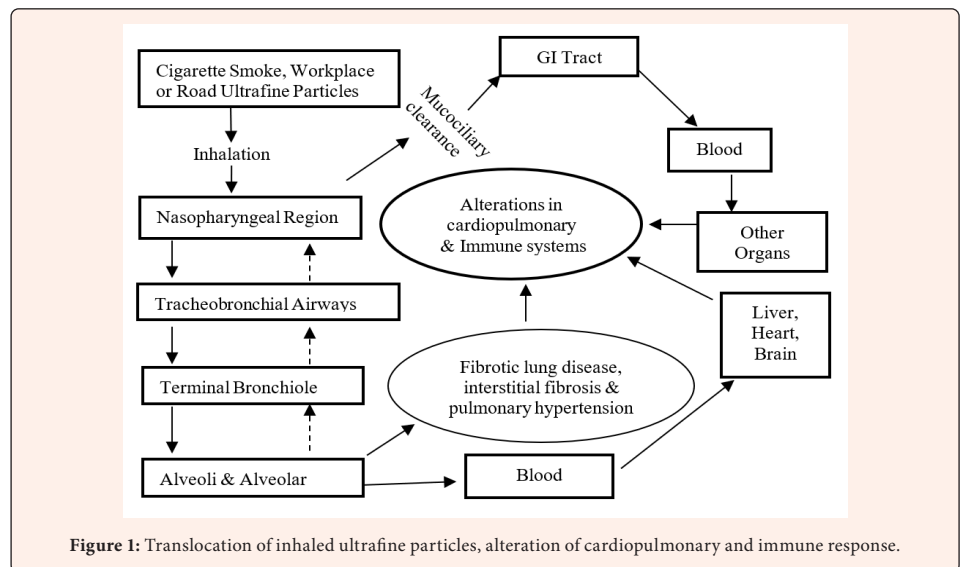 Cigarette Smoke, Workplace
or Road Ultrafine Particles
Inhalation
Nasopharyngeal Region
Tracheobronchial Airways
Terminal Bronchiole
Alveoli & Alveolar
Mucociliary
clearance
GI Tract
Blood
Other
Organs
Alterations in
cardiopulmonary
& Immune systems
Liver,
Heart,
Brain
Fibrotic lung disease,
interstitial fibrosis &
pulmonary hypertension
Blood
Figure 1: Translocation of inhaled ultrafine particles, alteration of cardiopulmonary and immune response.